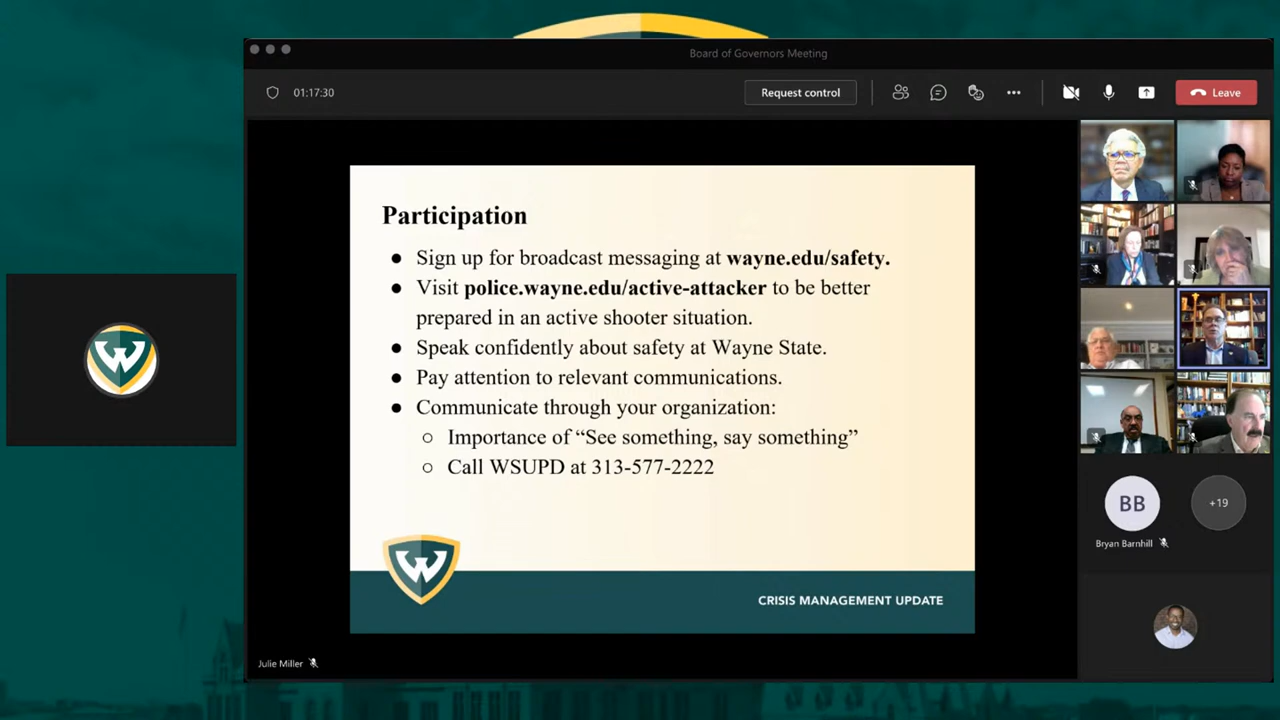 Board of Governors Meeting
01:17:30
Request control
Leave
Participation
● Sign up for broadcast messaging at wayne.edu/safety.
● Visit police.wayne.edu/active-attacker to be better
prepared in an active shooter situation.
● Speak confidently about safety at Wayne State.
● Pay attention to relevant communications.
● Communicate through your organization:
○ Importance of “See something, say something”
○ Call WSUPD at 313-577-2222
W
CRISIS MANAGEMENT UPDATE
Julie Miller
W
BB
+19
Bryan Barnhill